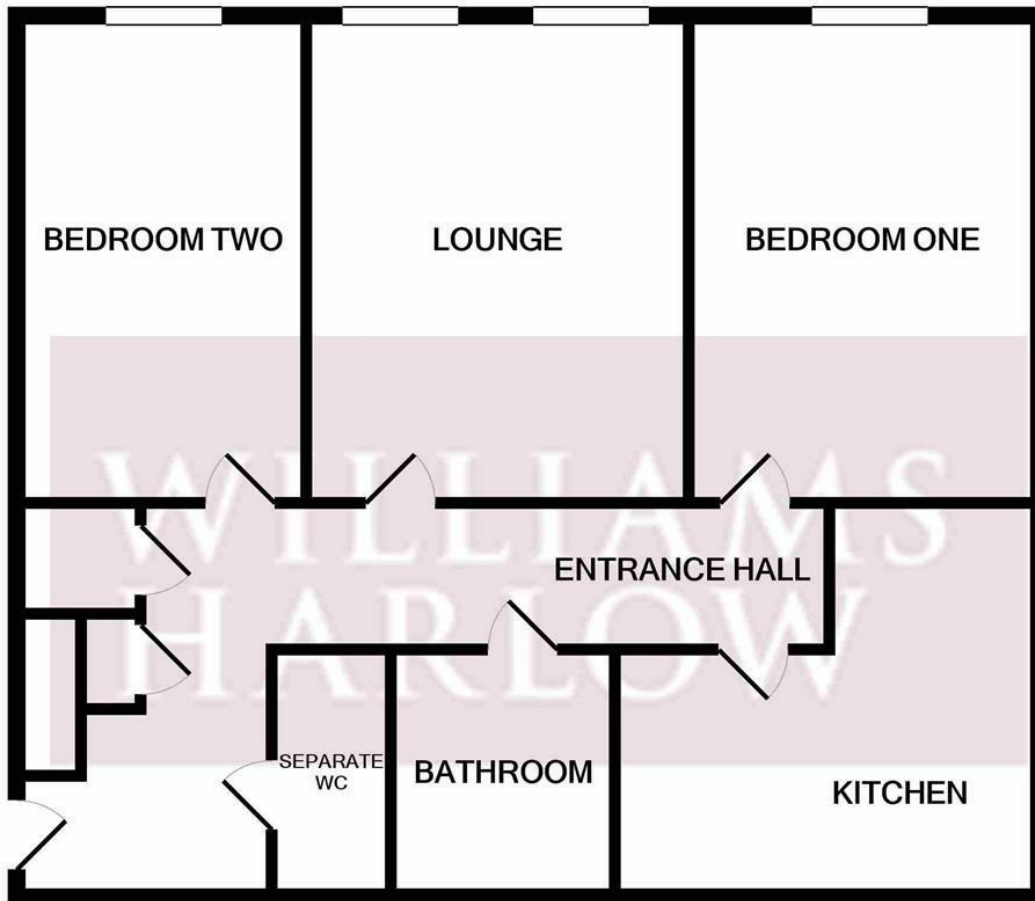 BEDROOM TWO
LOUNGE
BEDROOM ONE
WILLIAMS
HARLOW
ENTRANCE HALL
SEPARATE
WC
BATHROOM
KITCHEN